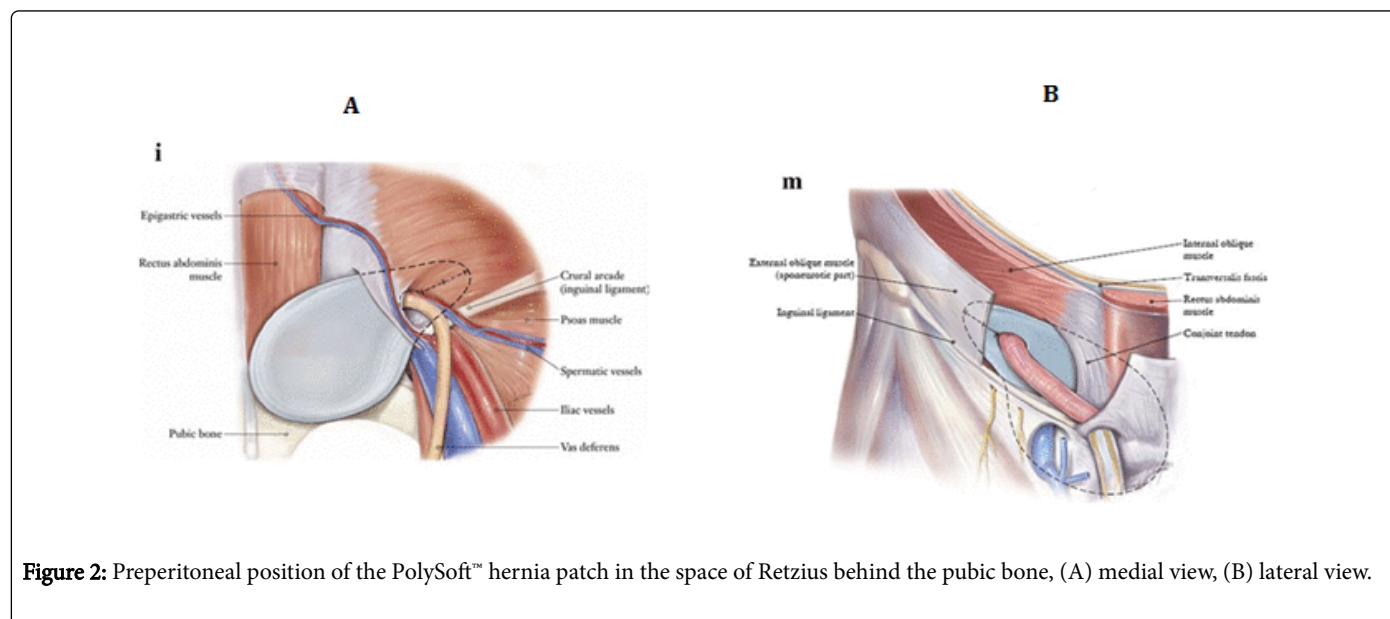 A
B
i
m
Epigastric vessels
Rectus abdominis
muscle
Pubic bone
Crural arcade
(inguinal ligament)
Psoas muscle
Spermatic vessels
Iliac vessels
Vas deferens
External oblique muscle
(aponeurotic part)
Inguinal ligament
Internal oblique
muscle
Transversalis fascia
Rectus abdominis
muscle
Conjoint tendon
Figure 2: Preperitoneal position of the PolySoft™ hernia patch in the space of Retzius behind the pubic bone, (A) medial view, (B) lateral view.